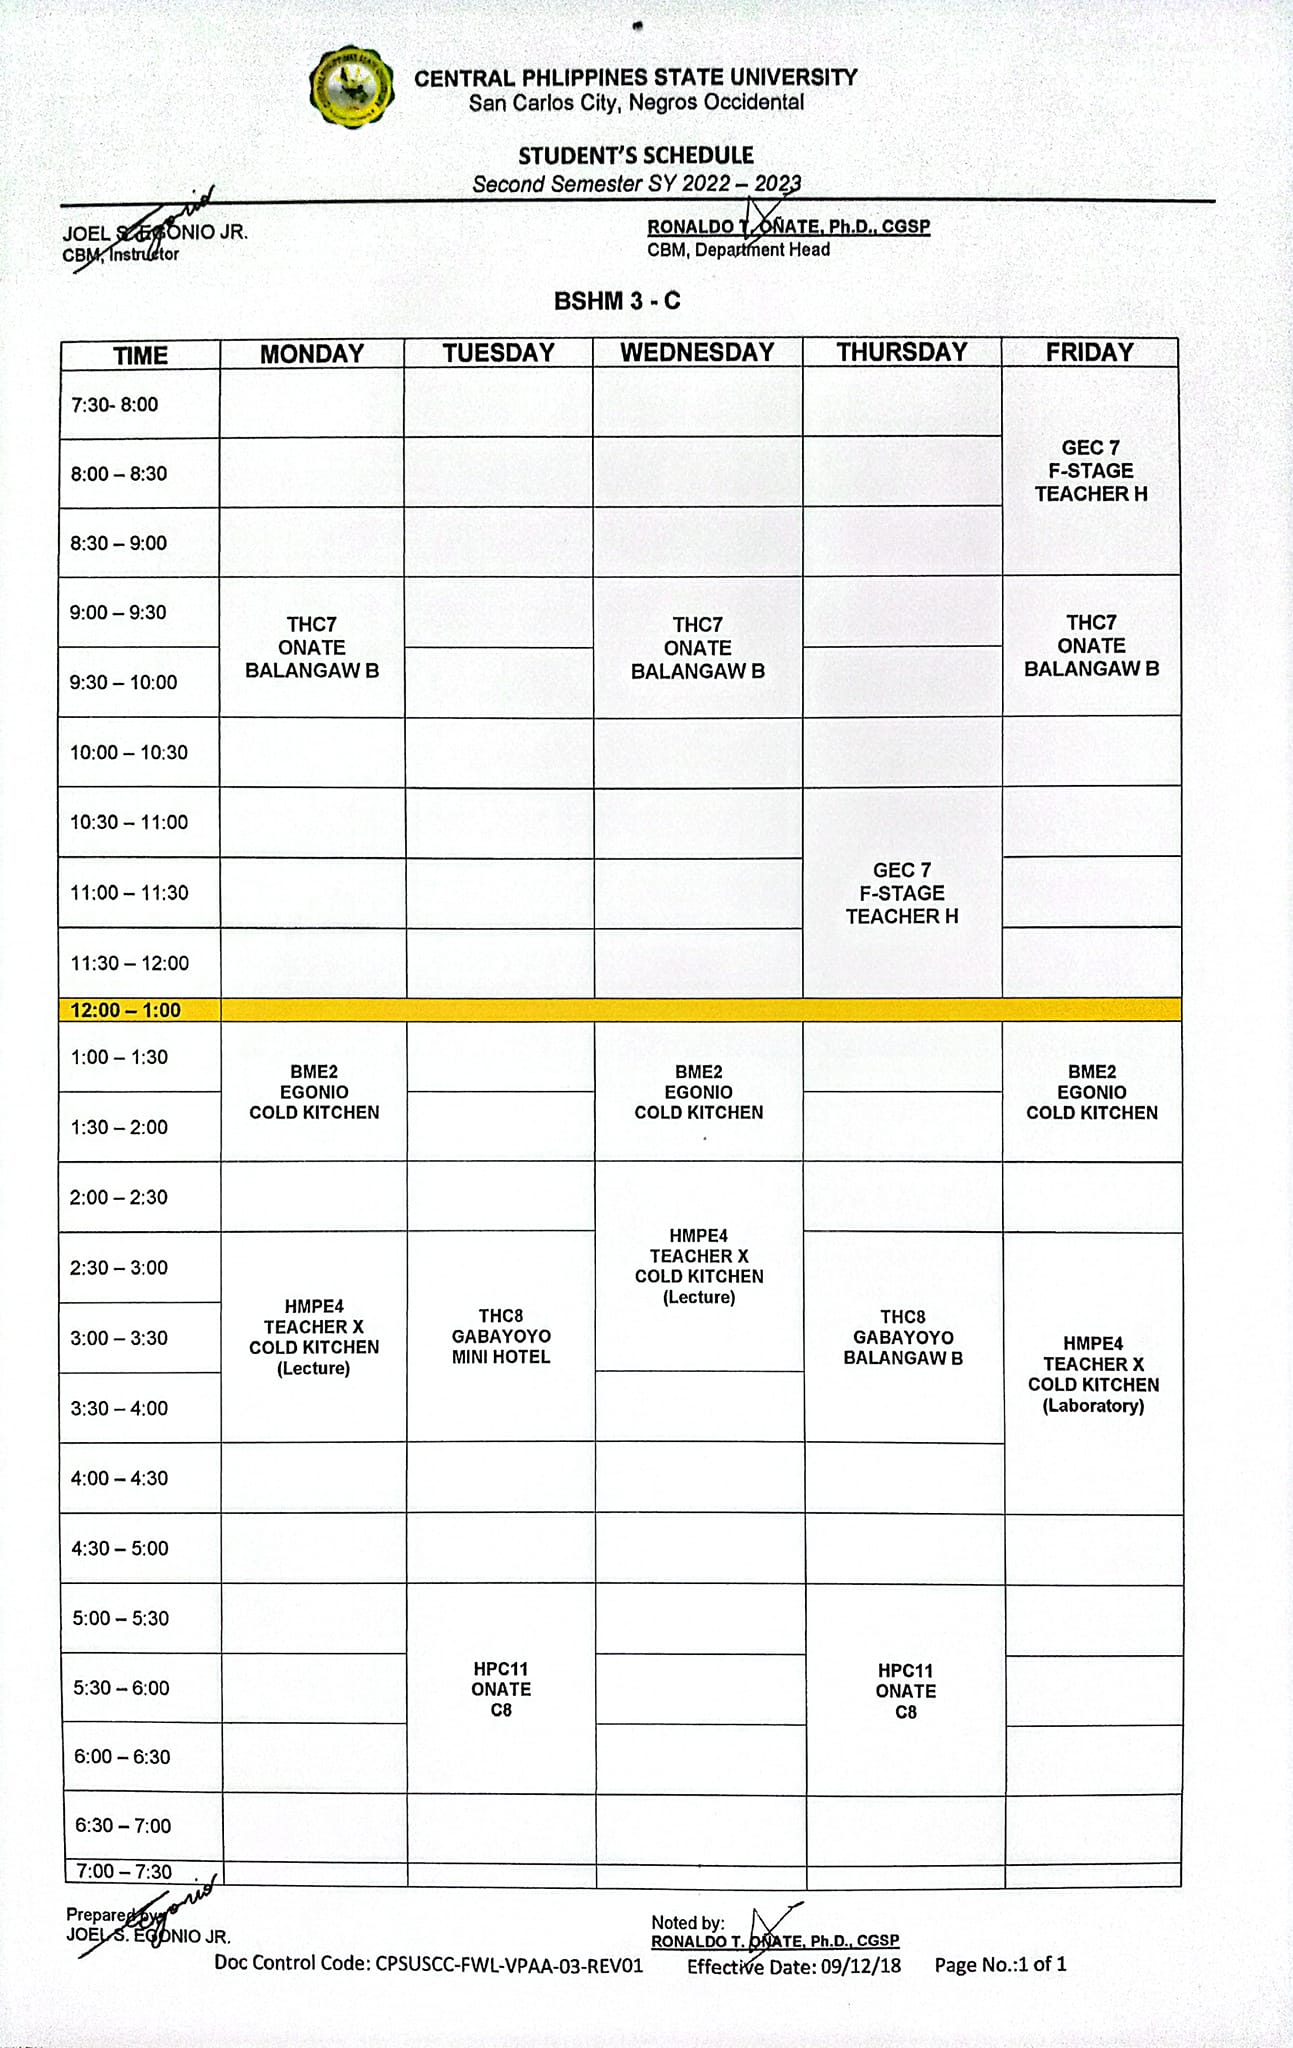 CENTRAL PHLIPPINES STATE UNIVERSITY
San Carlos City, Negros Occidental
STUDENT'S SCHEDULE
Second Semester SY 2022 – 2023
JOEL S. EGONIO JR.
CBM, Instructor
RONALDO T. OÑATE, Ph.D., CGSP
CBM, Department Head
BSHM 3 - C
TIME MONDAY TUESDAY WEDNESDAY THURSDAY FRIDAY
7:30- 8:00
8:00 – 8:30
8:30 – 9:00
GEC 7
F-STAGE
TEACHER H
9:00 – 9:30
9:30 – 10:00
THC7
ONATE
BALANGAW B
THC7
ONATE
BALANGAW B
THC7
ONATE
BALANGAW B
10:00 – 10:30
10:30 – 11:00
11:00 – 11:30
11:30 – 12:00
GEC 7
F-STAGE
TEACHER H
12:00 – 1:00
1:00 – 1:30
1:30 – 2:00
BME2
EGONIO
COLD KITCHEN
BME2
EGONIO
COLD KITCHEN
BME2
EGONIO
COLD KITCHEN
2:00 – 2:30
2:30 – 3:00
3:00 – 3:30
3:30 – 4:00
4:00 – 4:30
HMPE4
TEACHER X
COLD KITCHEN
(Lecture)
THC8
GABAYOYO
MINI HOTEL
HMPE4
TEACHER X
COLD KITCHEN
(Lecture)
THC8
GABAYOYO
BALANGAW B
HMPE4
TEACHER X
COLD KITCHEN
(Laboratory)
4:30 – 5:00
5:00 – 5:30
5:30 – 6:00
6:00 – 6:30
HPC11
ONATE
C8
HPC11
ONATE
C8
6:30 – 7:00
7:00 – 7:30
Prepared by
JOEL S. EGONIO JR.
Noted by:
RONALDO T. OÑATE, Ph.D., CGSP
Doc Control Code: CPSUSCC-FWL-VPAA-03-REV01 Effective Date: 09/12/18 Page No.:1 of 1